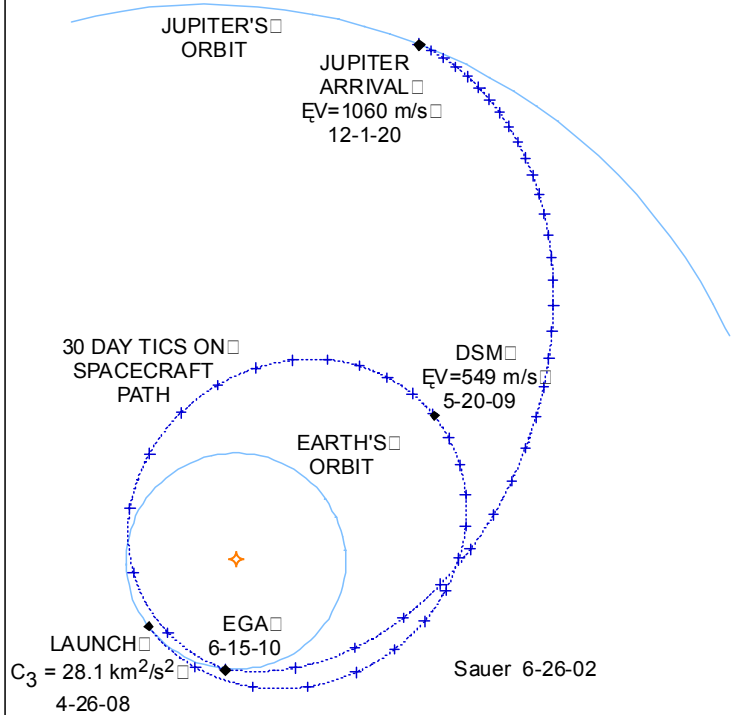 JUPITER'S□
ORBIT
JUPITER
ARRIVAL□
ĘV=1060 m/s□
12-1-20
30 DAY TICS ON□
SPACECRAFT
PATH
DSM□
ĘV=549 m/s□
5-20-09
EARTH'S□
ORBIT
EGA□
6-15-10
LAUNCH□
C₃ = 28.1 km²/s²□
4-26-08
Sauer 6-26-02